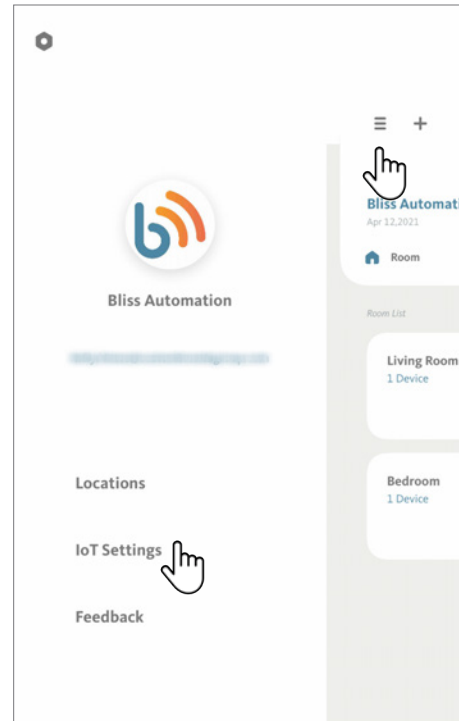 Bliss Automati
Apr 12,2021
Room
Bliss Automation
Room List
Living Room
1 Device
Locations
Bedroom
1 Device
IoT Settings
Feedback